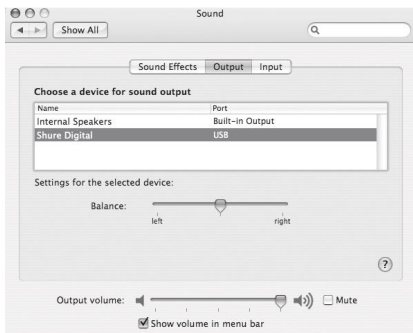 Sound
Show All
Sound Effects Output Input
Choose a device for sound output
Name Port
Internal Speakers Built-in Output
Shure Digital USB
Settings for the selected device:
Balance:
left right
?
Output volume: Mute
Show volume in menu bar